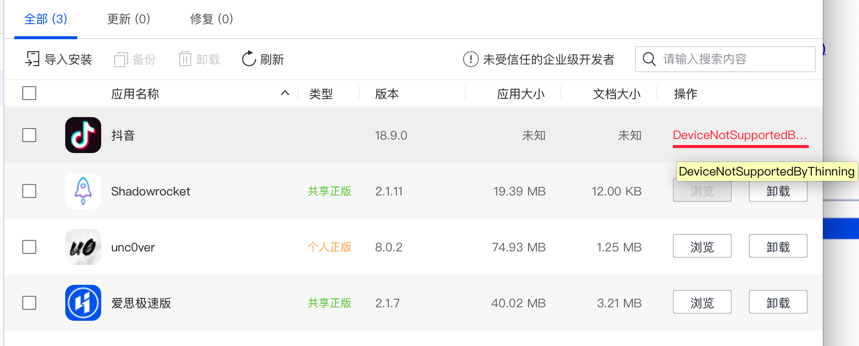 全部 (3) 更新 (0) 修复 (0)
导入安装 备份 卸载 刷新 未受信任的企业级开发者 请输入搜索内容
应用名称 类型 版本 应用大小 文档大小 操作
抖音 18.9.0 未知 未知 DeviceNotSupportedB...
DeviceNotSupportedByThinning
Shadowrocket 共享正版 2.1.11 19.39 MB 12.00 KB 浏览 卸载
u0
unc0ver 个人正版 8.0.2 74.93 MB 1.25 MB 浏览 卸载
爱思极速版 共享正版 2.1.7 40.02 MB 3.21 MB 浏览 卸载